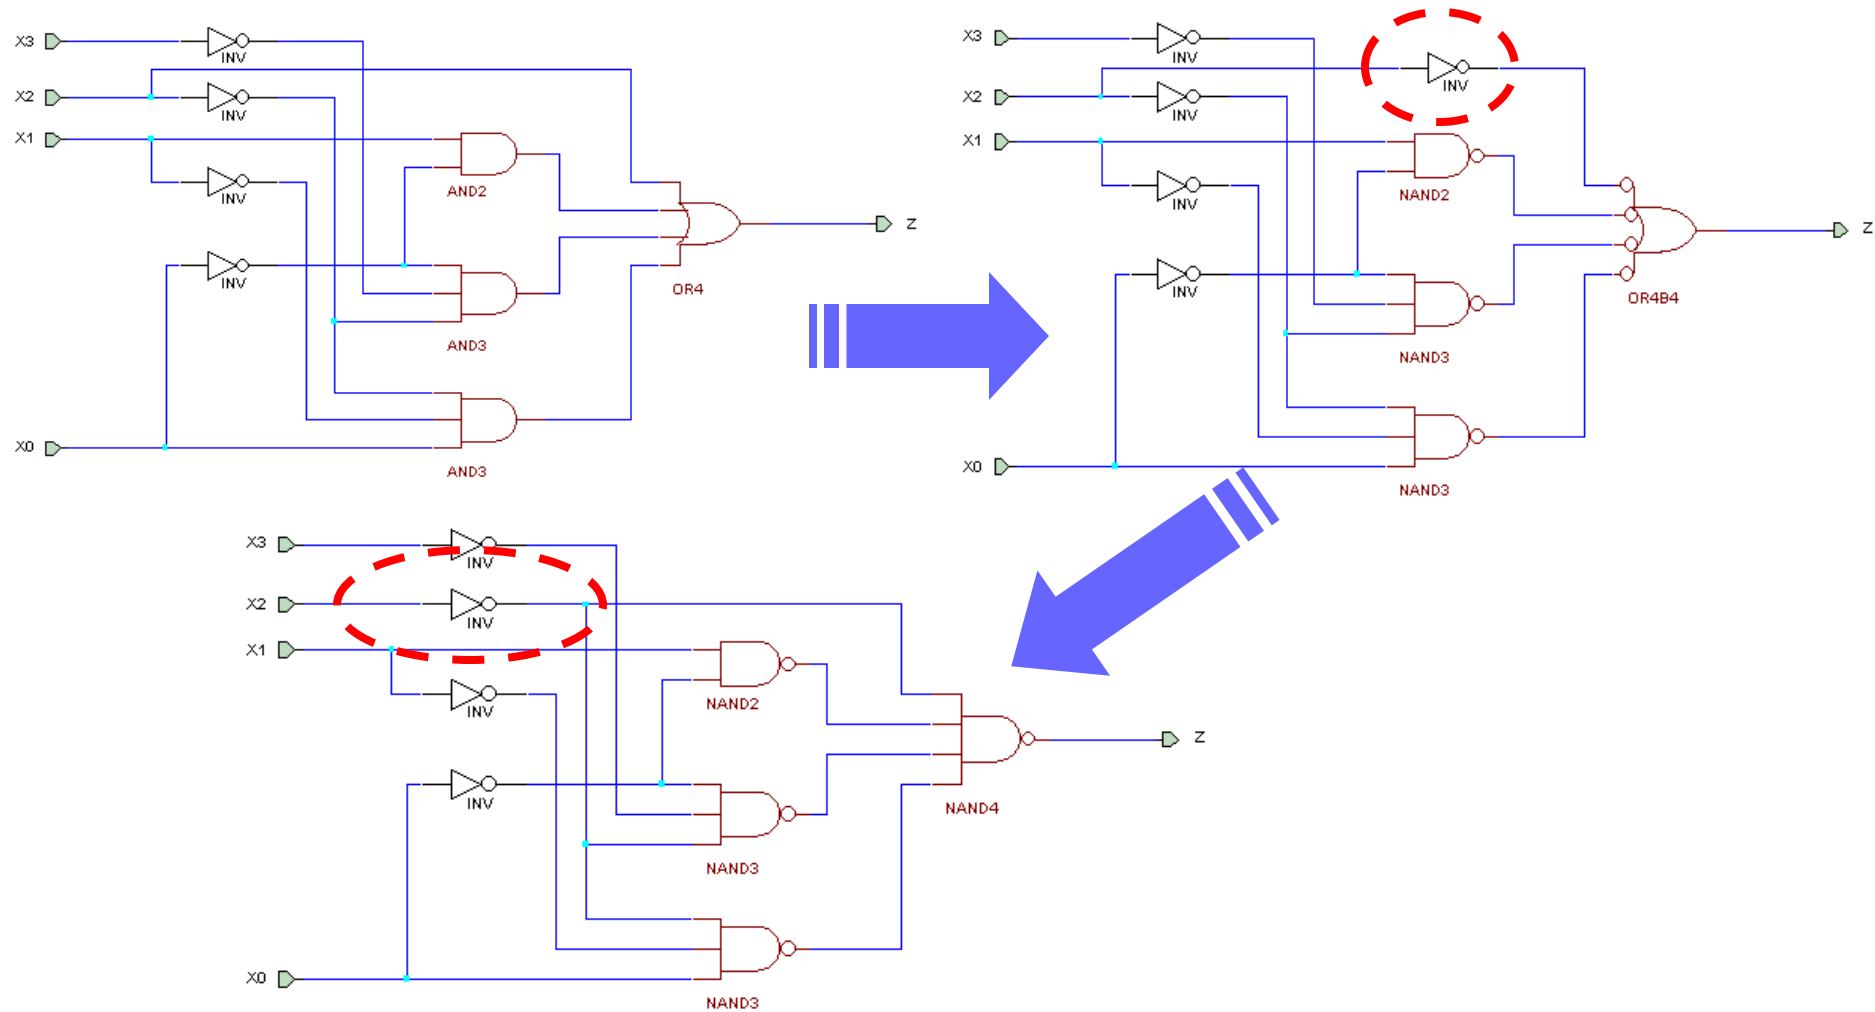 X3
INV
X2
INV
X1
INV
AND2
INV
Z
OR4
AND3
X0
AND3
X3
INV
INV
X2
INV
X1
INV
NAND2
INV
Z
OR4B4
NAND3
X0
NAND3
X3
INV
X2
INV
X1
INV
NAND2
INV
Z
NAND4
NAND3
X0
NAND3